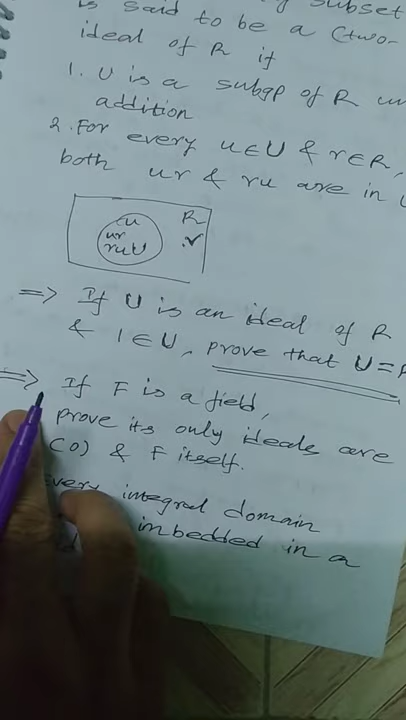 is said to be a (two-
ideal of R if
1. U is a subgp of R
addition
2. For every u∈U & r∈R,
both ur & ru are in
u
R
ur
.r
ru U
=> If U is an ideal of R
& 1∈U, prove that U=R
=> If F is a field,
prove its only ideals are
(0) & F itself.
every integral domain
imbedded in a